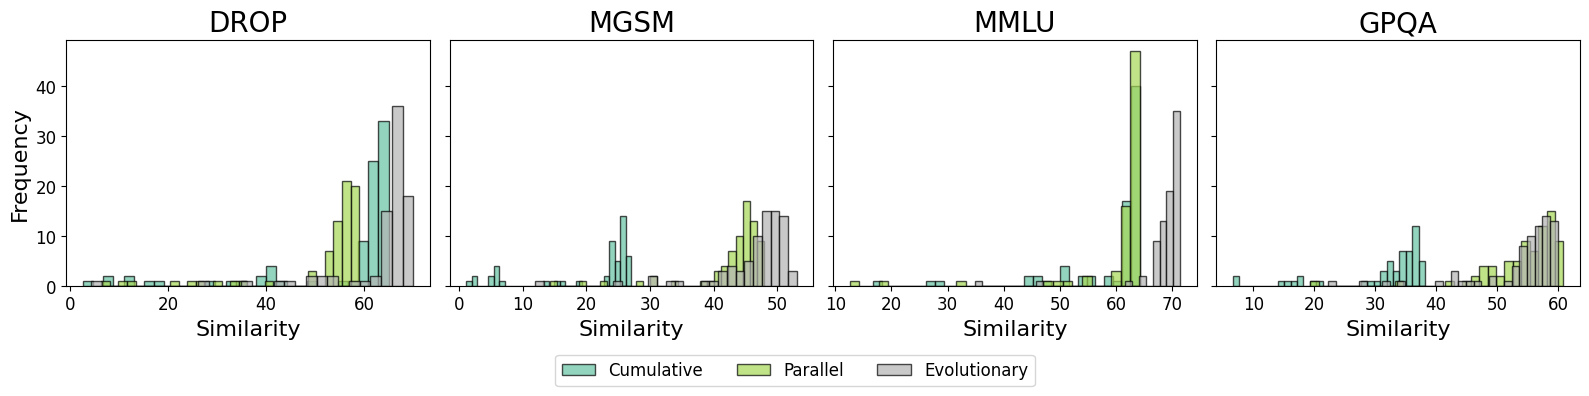 DROP MGSM MMLU GPQA
Frequency
40
30
20
10
0
0 20 40 60
0 10 20 30 40 50
10 20 30 40 50 60 70
10 20 30 40 50 60
Similarity Similarity Similarity Similarity
Cumulative Parallel Evolutionary